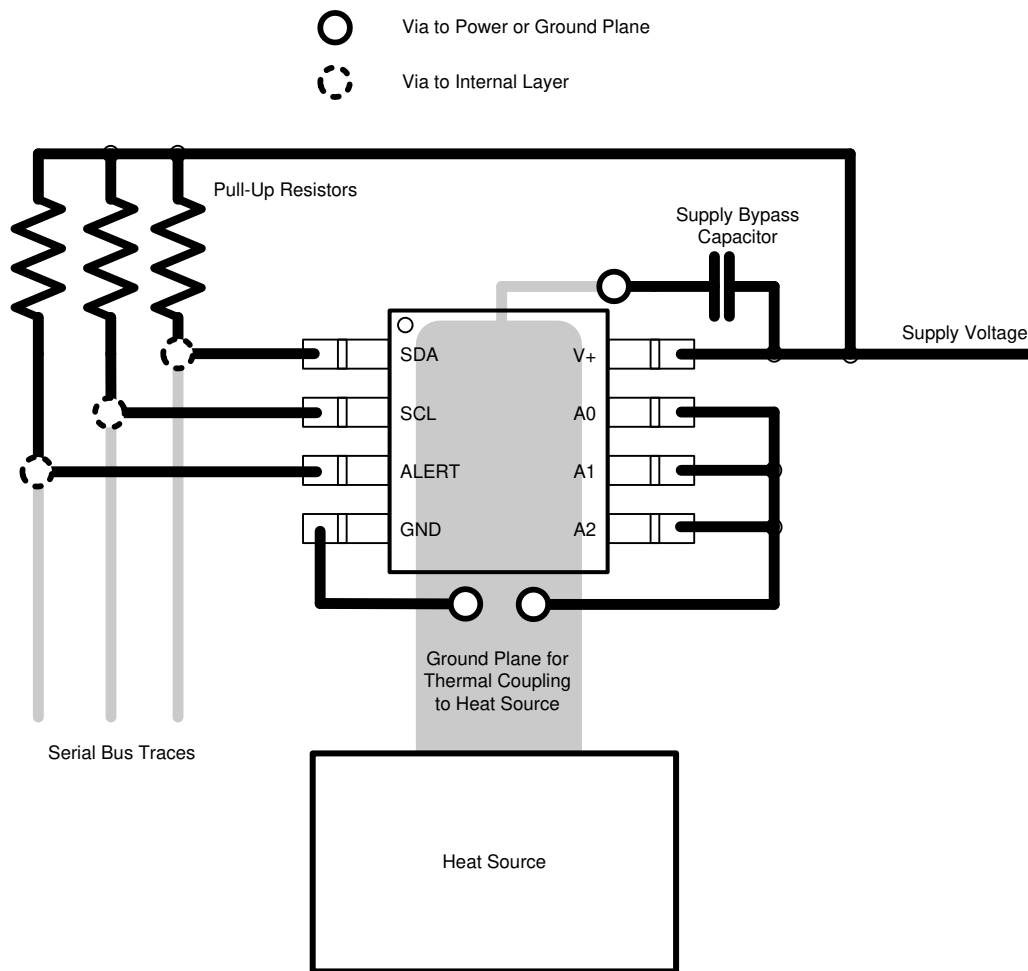 Via to Power or Ground Plane
Via to Internal Layer
Pull-Up Resistors
Supply Bypass
Capacitor
Supply Voltage
SDA
V+
SCL
A0
ALERT
A1
GND
A2
Ground Plane for
Thermal Coupling
to Heat Source
Serial Bus Traces
Heat Source